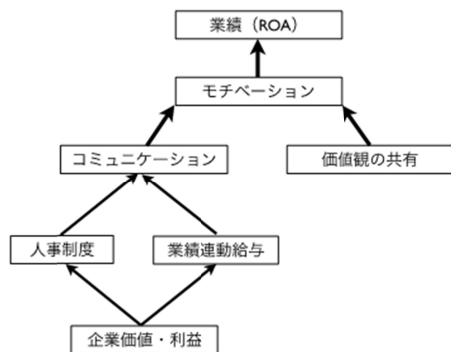 業績（ROA）
モチベーション
コミュニケーション
価値観の共有
人事制度
業績連動給与
企業価値・利益